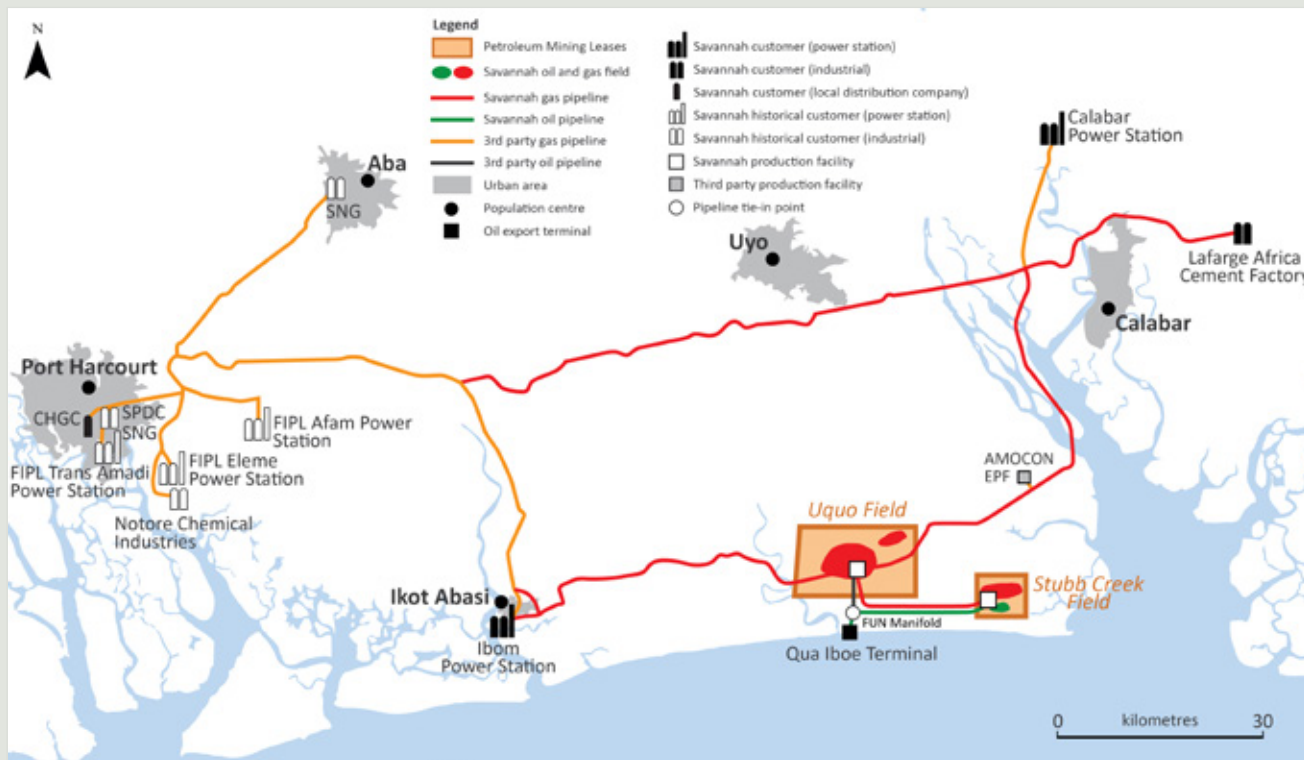 N
Legend
Petroleum Mining Leases
Savannah oil and gas field
Savannah gas pipeline
Savannah oil pipeline
3rd party gas pipeline
3rd party oil pipeline
Urban area
Population centre
Oil export terminal
Savannah customer (power station)
Savannah customer (industrial)
Savannah customer (local distribution company)
Savannah historical customer (power station)
Savannah historical customer (industrial)
Savannah production facility
Third party production facility
Pipeline tie-in point
Calabar
Power Station
Aba
SNG
Uyo
Lafarge Africa
Cement Factory
Calabar
Port Harcourt
CHGC
SPDC
SNG
FIPL Afam Power
Station
FIPL Trans Amadi
Power Station
FIPL Eleme
Power Station
Notore Chemical
Industries
AMOCON
EPF
Uquo Field
Stubb Creek
Field
Ikot Abasi
Ibom
Power Station
FUN Manifold
Qua Iboe Terminal
0 kilometres 30